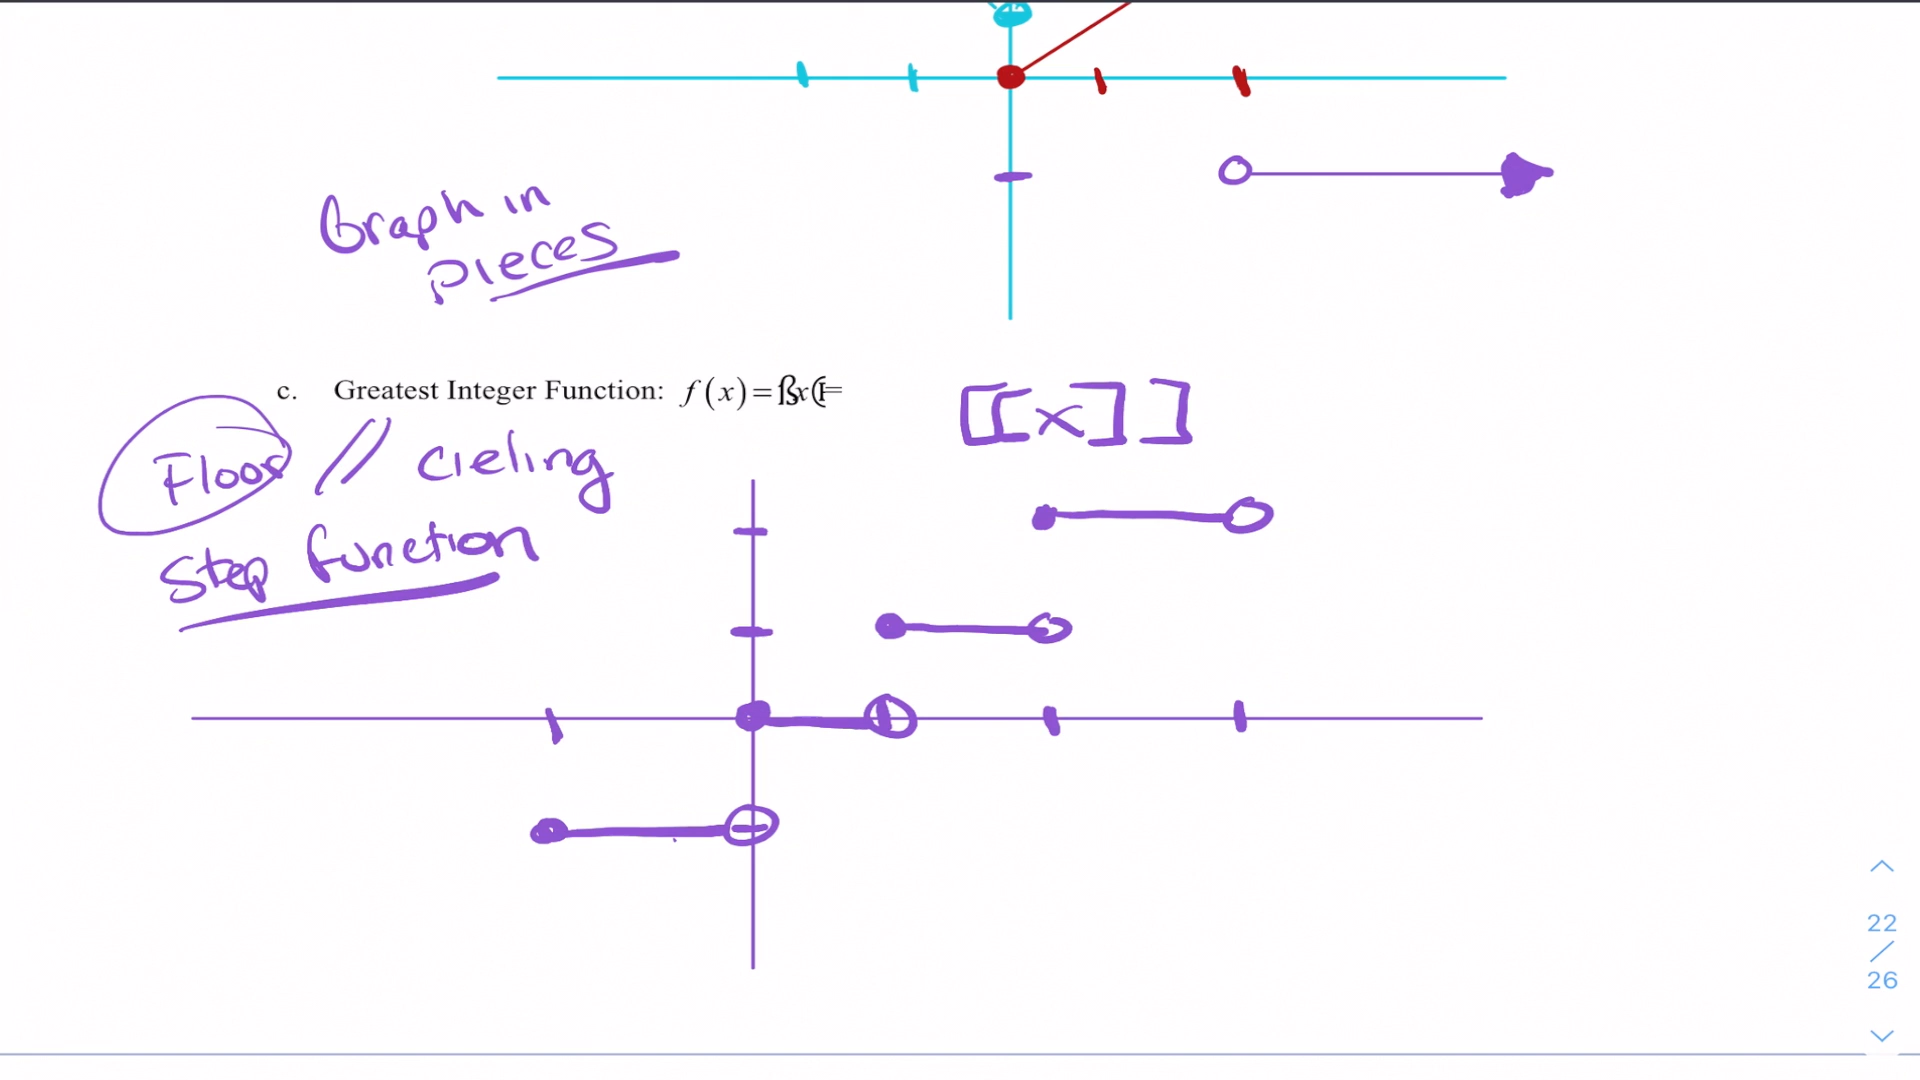 Graph in
pieces
c. Greatest Integer Function: f(x)=
[[x]]
Floor // cieling
Step function
22
/
26